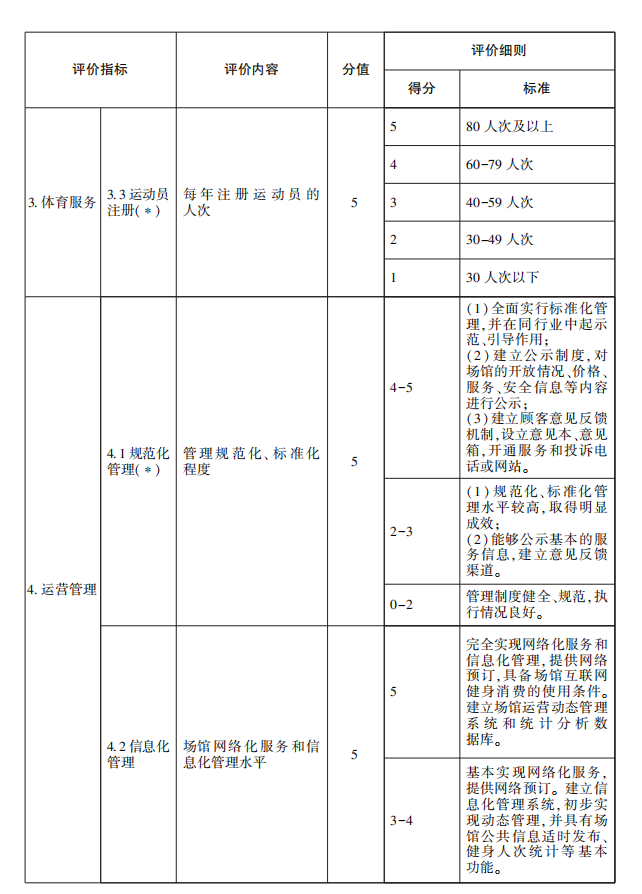 评价指标
评价内容
分值
评价细则
得分
标准
3. 体育服务
3.3 运动员
注册(*)
每年注册运动员的
人次
5
5
80 人次及以上
4
60-79 人次
3
40-59 人次
2
30-49 人次
1
30 人次以下
4. 运营管理
4.1 规范化
管理(*)
管理规范化、标准化
程度
5
4-5
(1)全面实行标准化管
理,并在同行业中起示
范、引导作用;
(2)建立公示制度,对
场馆的开放情况、价格、
服务、安全信息等内容
进行公示;
(3)建立顾客意见反馈
机制,设立意见本、意见
箱,开通服务和投诉电
话或网站。
2-3
(1)规范化、标准化管
理水平较高,取得明显
成效;
(2)能够公示基本的服
务信息,建立意见反馈
渠道。
0-2
管理制度健全、规范,执
行情况良好。
4.2 信息化
管理
场馆网络化服务和信
息化管理水平
5
5
完全实现网络化服务和
信息化管理,提供网络
预订,具备场馆互联网
健身消费的使用条件。
建立场馆运营动态管理
系统和统计分析数
据库。
3-4
基本实现网络化服务,
提供网络预订。建立信
息化管理系统,初步实
现动态管理,并具有场
馆公共信息适时发布、
健身人次统计等基本
功能。